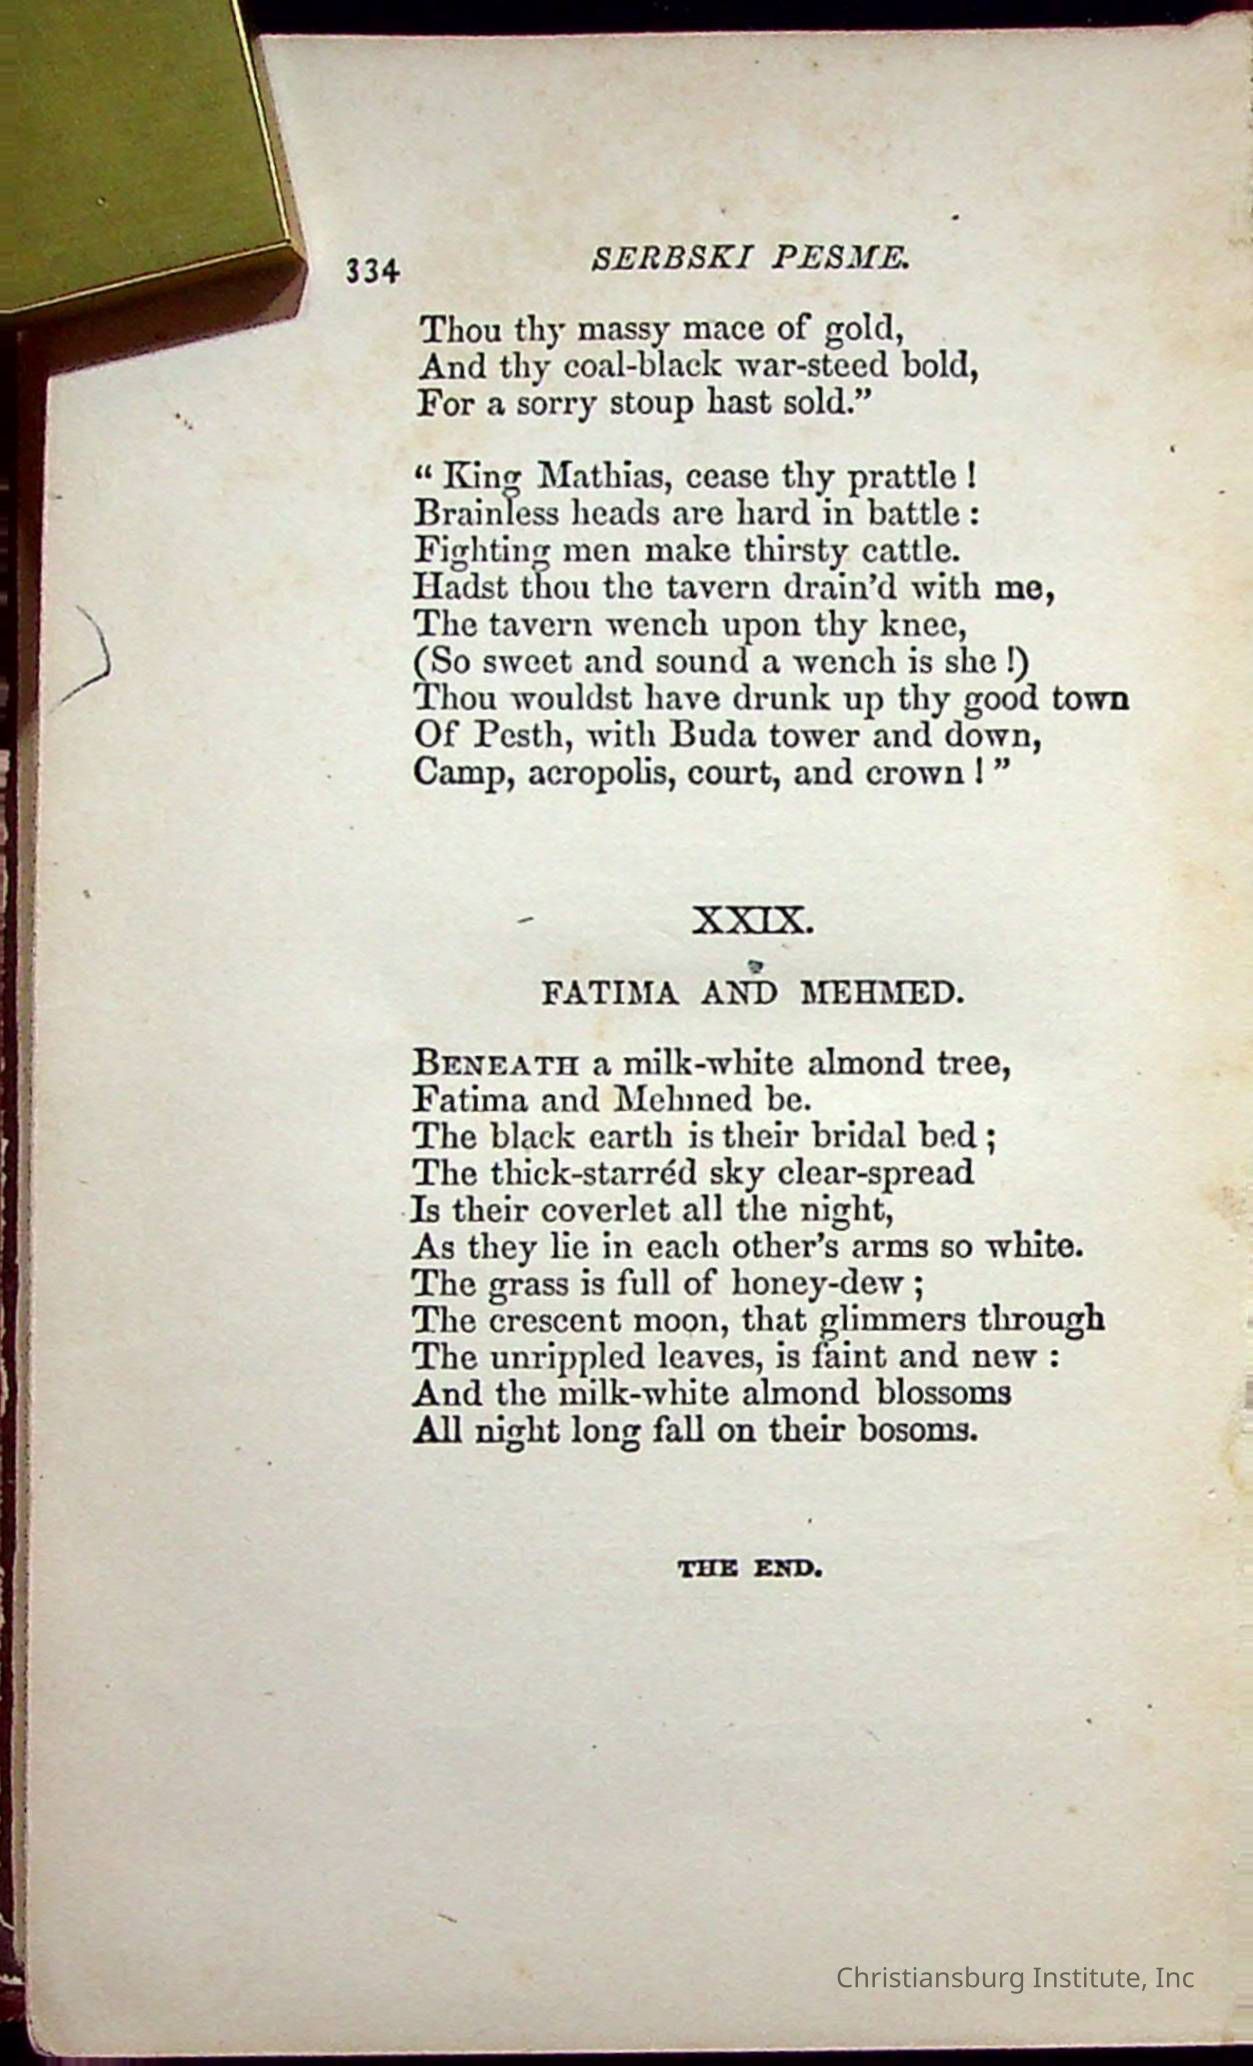 334
SERBSKI PESME.
Thou thy massy mace of gold,
And thy coal-black war-steed bold,
For a sorry stoup hast sold.”
“ King Mathias, cease thy prattle !
Brainless heads are hard in battle :
Fighting men make thirsty cattle.
Hadst thou the tavern drain’d with me,
The tavern wench upon thy knee,
(So sweet and sound a wench is she !)
Thou wouldst have drunk up thy good town
Of Pesth, with Buda tower and down,
Camp, acropolis, court, and crown ! ”
XXIX.
FATIMA AND MEHMED.
BENEATH a milk-white almond tree,
Fatima and Mehmed be.
The black earth is their bridal bed ;
The thick-starréd sky clear-spread
Is their coverlet all the night,
As they lie in each other’s arms so white.
The grass is full of honey-dew ;
The crescent moon, that glimmers through
The unrippled leaves, is faint and new :
And the milk-white almond blossoms
All night long fall on their bosoms.
THE END.
Christiansburg Institute, Inc